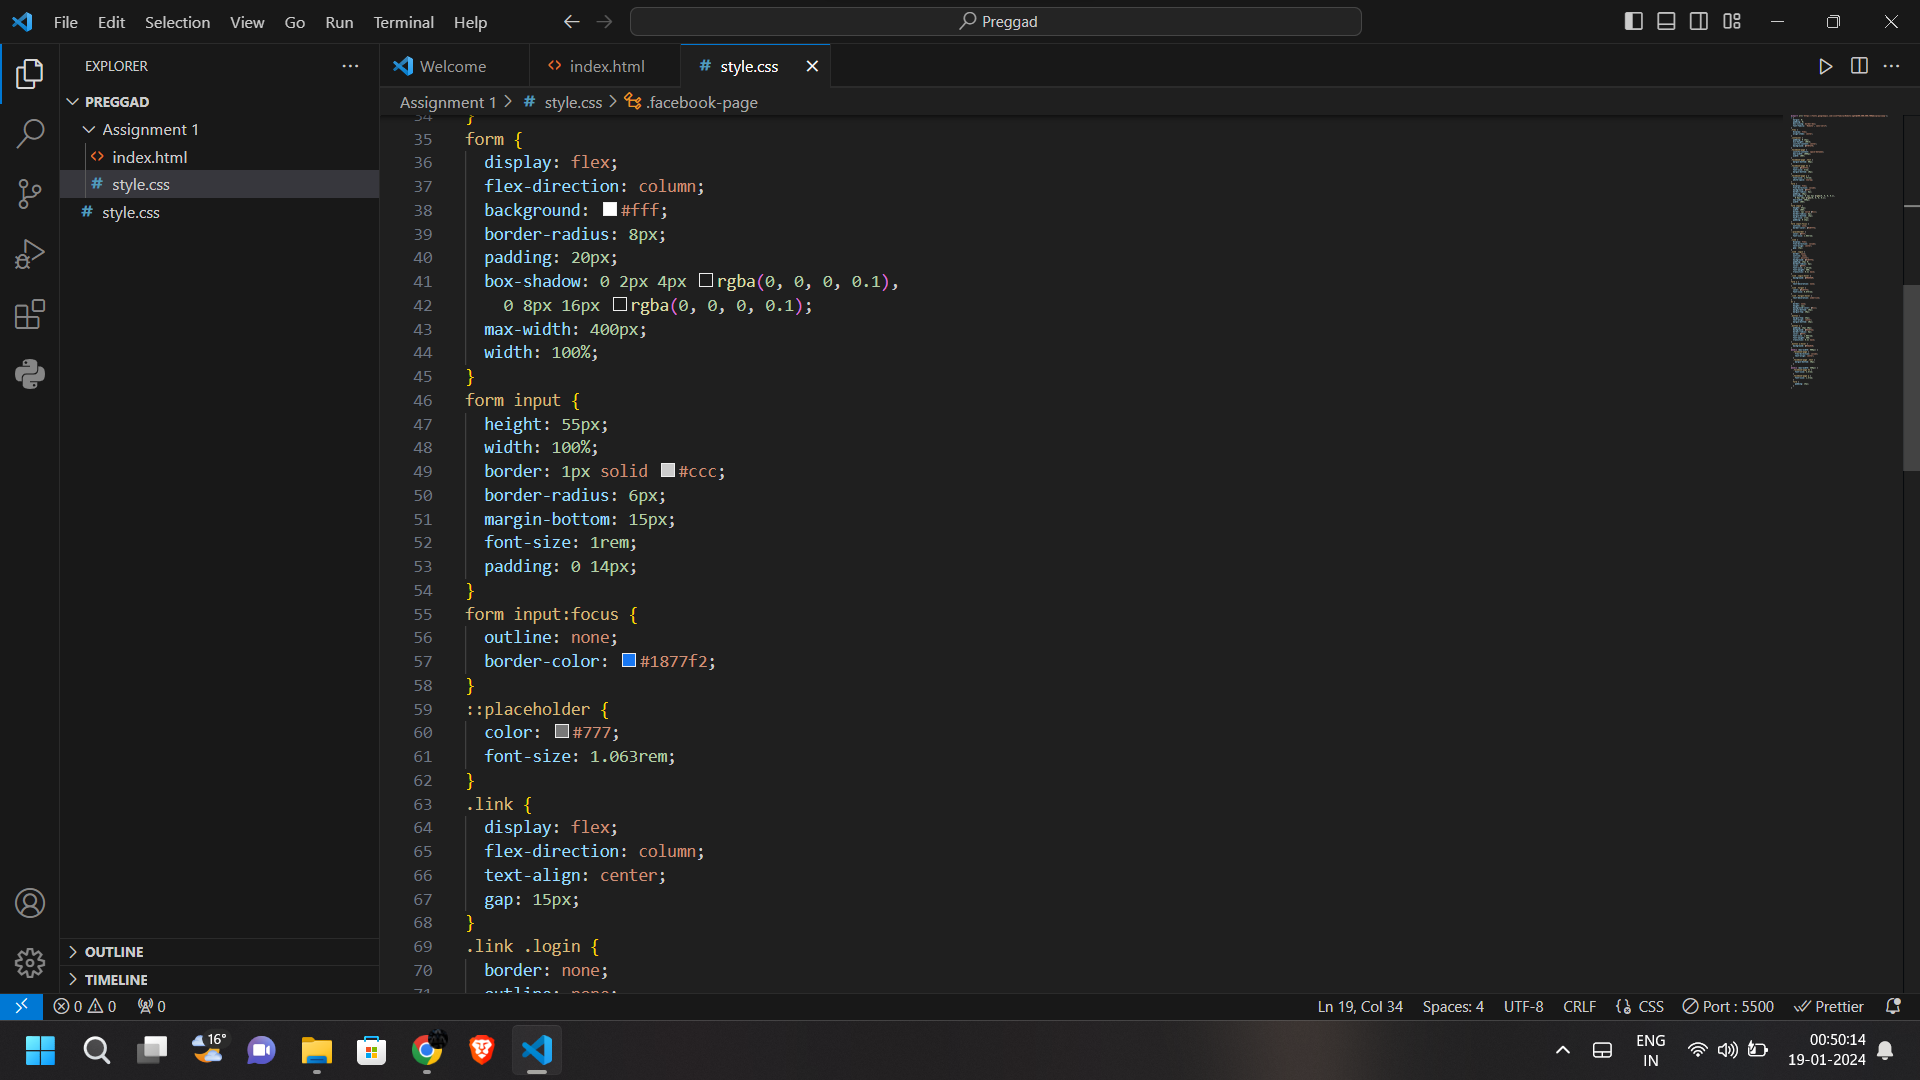 File Edit Selection View Go Run Terminal Help
Preggad
EXPLORER
PREGGAD
Assignment 1
index.html
style.css
style.css
OUTLINE
TIMELINE
Welcome
index.html
style.css
Assignment 1 > # style.css > .facebook-page
34 }
35 form {
36 display: flex;
37 flex-direction: column;
38 background: #fff;
39 border-radius: 8px;
40 padding: 20px;
41 box-shadow: 0 2px 4px rgba(0, 0, 0, 0.1),
42 0 8px 16px rgba(0, 0, 0, 0.1);
43 max-width: 400px;
44 width: 100%;
45 }
46 form input {
47 height: 55px;
48 width: 100%;
49 border: 1px solid #ccc;
50 border-radius: 6px;
51 margin-bottom: 15px;
52 font-size: 1rem;
53 padding: 0 14px;
54 }
55 form input:focus {
56 outline: none;
57 border-color: #1877f2;
58 }
59 ::placeholder {
60 color: #777;
61 font-size: 1.063rem;
62 }
63 .link {
64 display: flex;
65 flex-direction: column;
66 text-align: center;
67 gap: 15px;
68 }
69 .link .login {
70 border: none;
71 outline: none;
0 0 0
Ln 19, Col 34 Spaces: 4 UTF-8 CRLF CSS Port : 5500 Prettier
16°
ENG
IN
00:50:14
19-01-2024